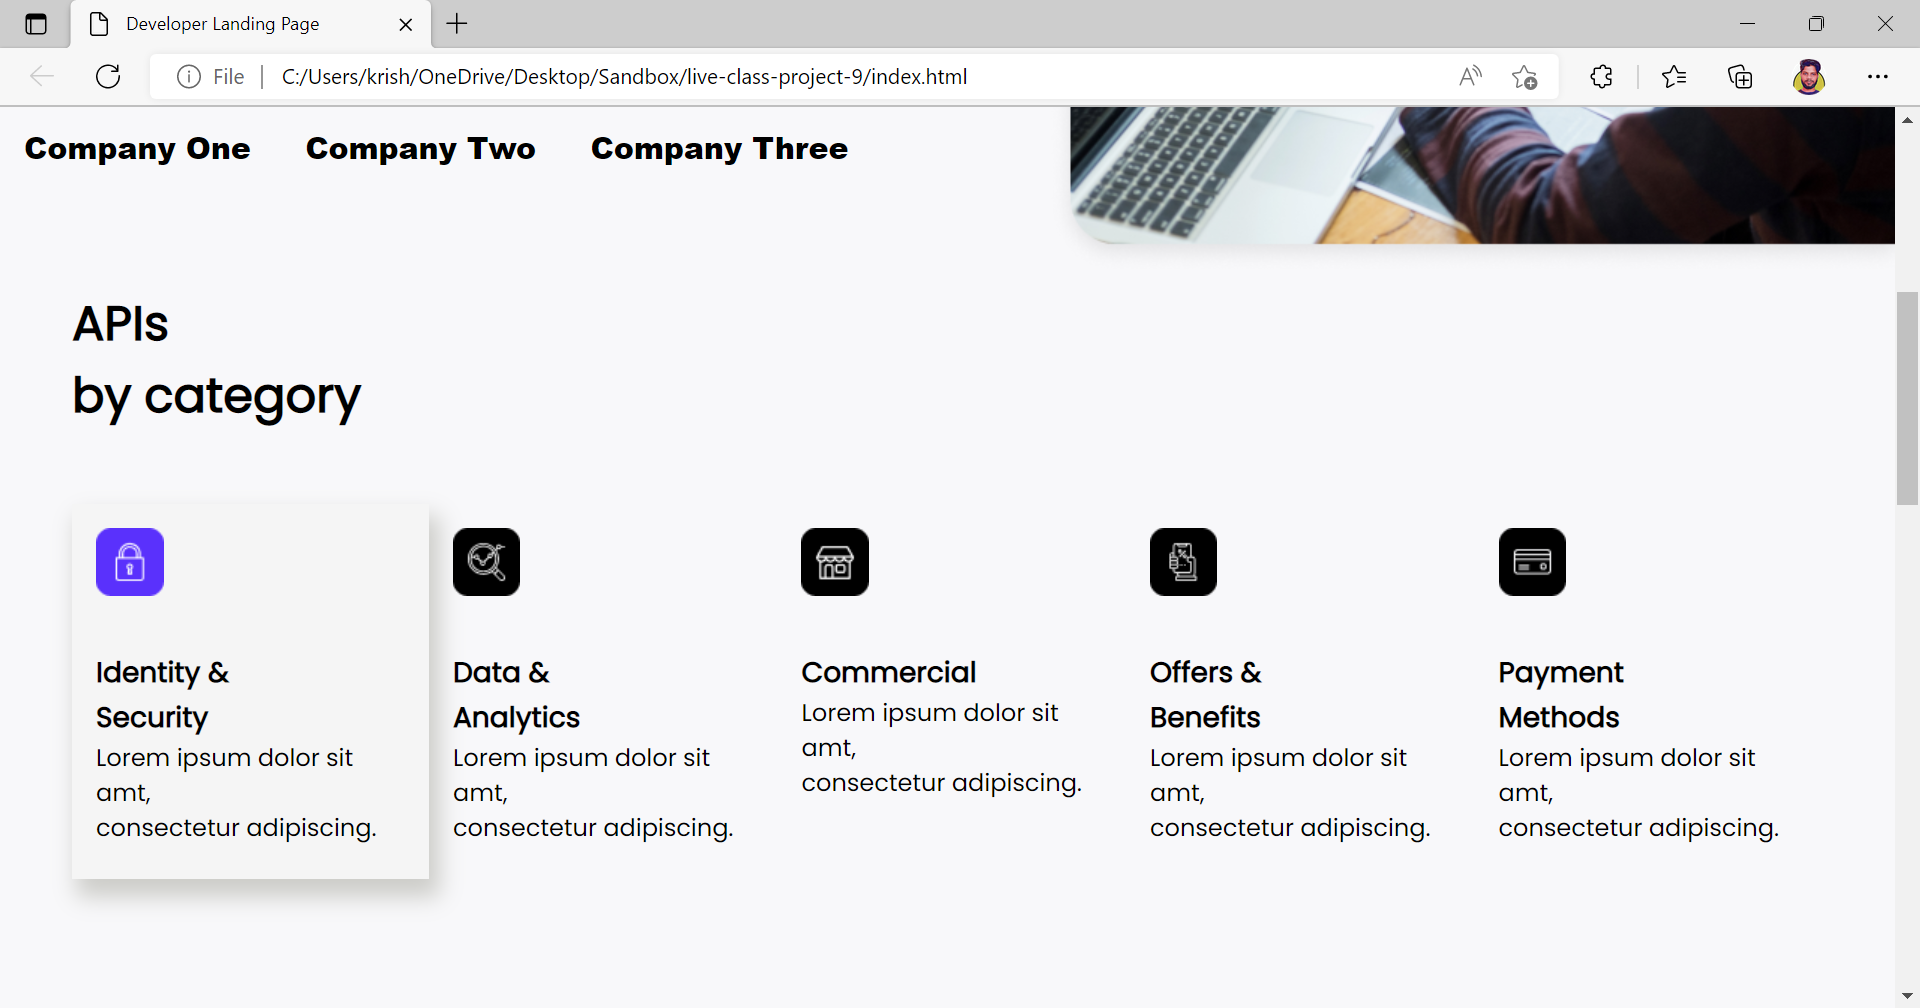 Developer Landing Page
File
C:/Users/krish/OneDrive/Desktop/Sandbox/live-class-project-9/index.html
Company One Company Two Company Three
APIs
by category
Identity &
Security
Lorem ipsum dolor sit
amt,
consectetur adipiscing.
Data &
Analytics
Lorem ipsum dolor sit
amt,
consectetur adipiscing.
Commercial
Lorem ipsum dolor sit
amt,
consectetur adipiscing.
Offers &
Benefits
Lorem ipsum dolor sit
amt,
consectetur adipiscing.
Payment
Methods
Lorem ipsum dolor sit
amt,
consectetur adipiscing.